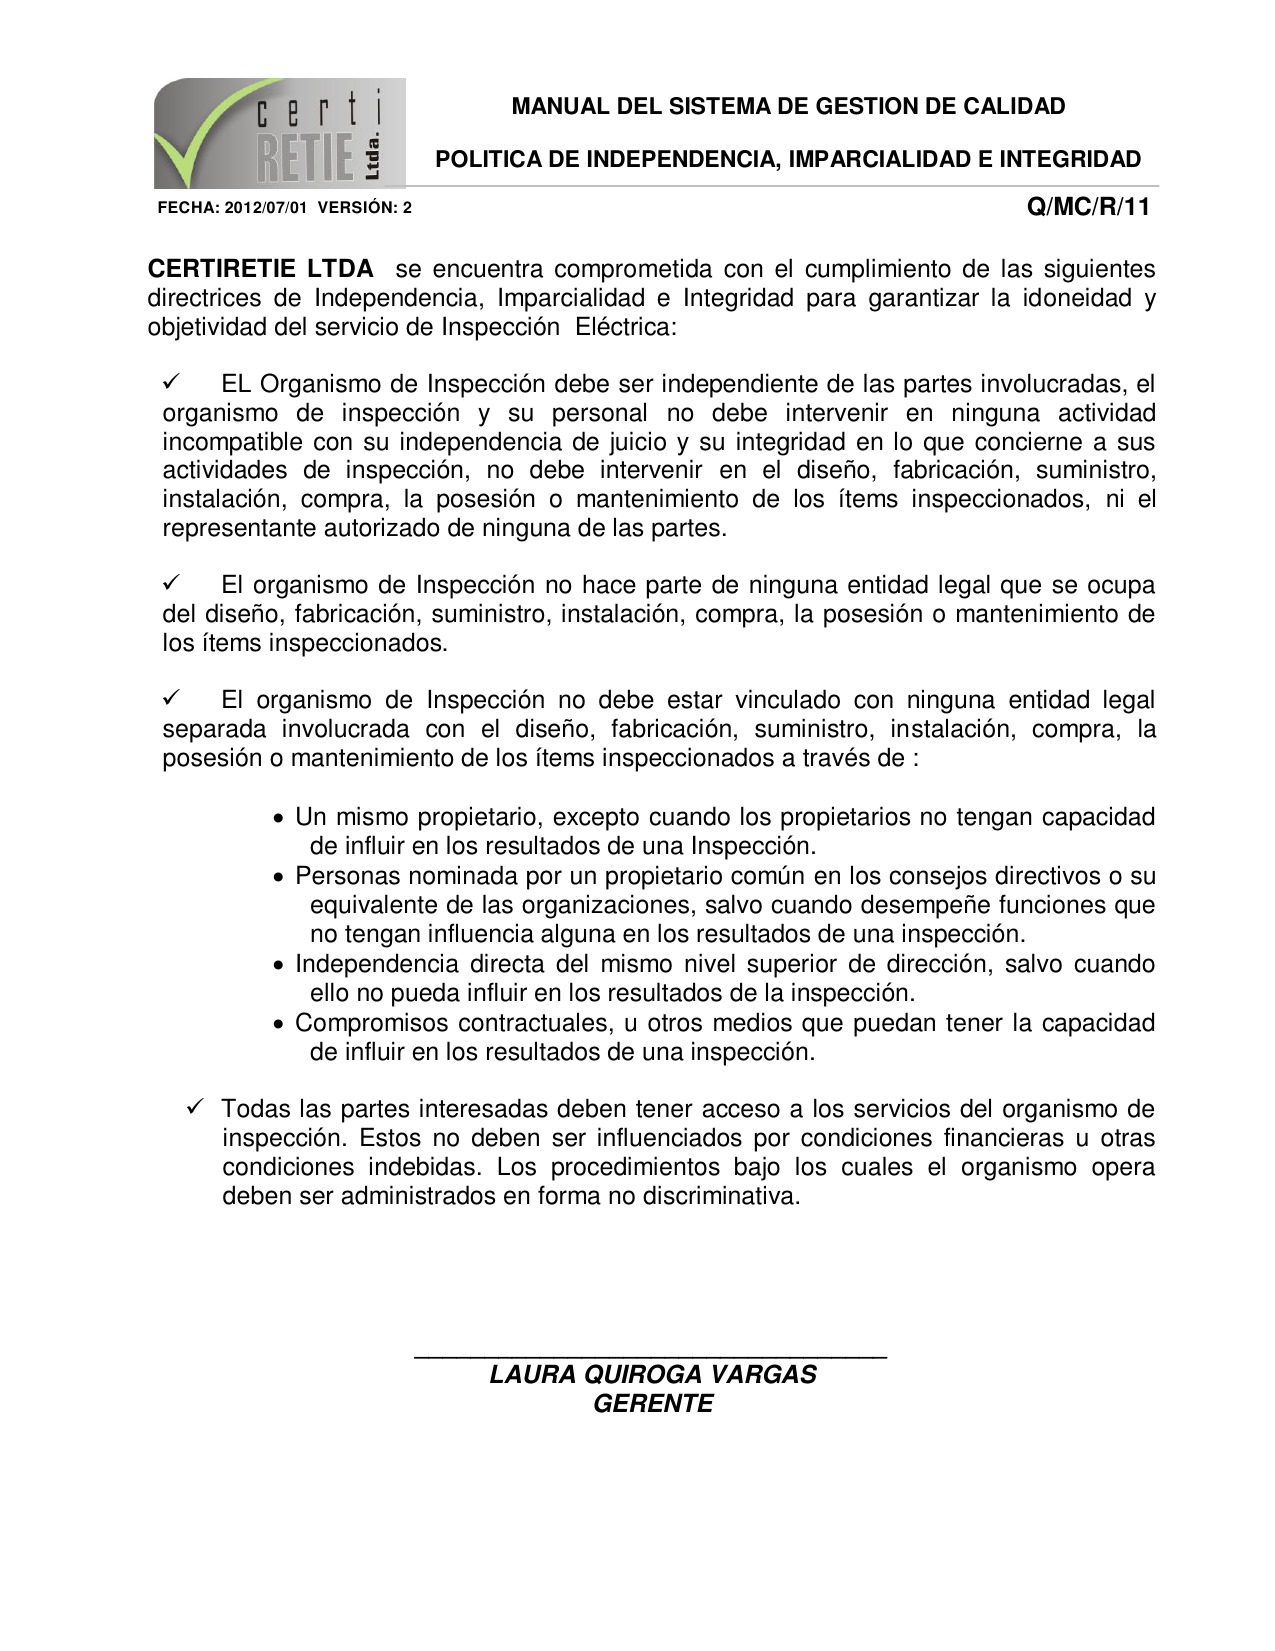 certi
RETIE Ltda.
MANUAL DEL SISTEMA DE GESTION DE CALIDAD
POLITICA DE INDEPENDENCIA, IMPARCIALIDAD E INTEGRIDAD
FECHA: 2012/07/01 VERSIÓN: 2
Q/MC/R/11
CERTIRETIE LTDA se encuentra comprometida con el cumplimiento de las siguientes
directrices de Independencia, Imparcialidad e Integridad para garantizar la idoneidad y
objetividad del servicio de Inspección Eléctrica:
✓ EL Organismo de Inspección debe ser independiente de las partes involucradas, el
organismo de inspección y su personal no debe intervenir en ninguna actividad
incompatible con su independencia de juicio y su integridad en lo que concierne a sus
actividades de inspección, no debe intervenir en el diseño, fabricación, suministro,
instalación, compra, la posesión o mantenimiento de los ítems inspeccionados, ni el
representante autorizado de ninguna de las partes.
✓ El organismo de Inspección no hace parte de ninguna entidad legal que se ocupa
del diseño, fabricación, suministro, instalación, compra, la posesión o mantenimiento de
los ítems inspeccionados.
✓ El organismo de Inspección no debe estar vinculado con ninguna entidad legal
separada involucrada con el diseño, fabricación, suministro, instalación, compra, la
posesión o mantenimiento de los ítems inspeccionados a través de :
• Un mismo propietario, excepto cuando los propietarios no tengan capacidad
de influir en los resultados de una Inspección.
• Personas nominada por un propietario común en los consejos directivos o su
equivalente de las organizaciones, salvo cuando desempeñe funciones que
no tengan influencia alguna en los resultados de una inspección.
• Independencia directa del mismo nivel superior de dirección, salvo cuando
ello no pueda influir en los resultados de la inspección.
• Compromisos contractuales, u otros medios que puedan tener la capacidad
de influir en los resultados de una inspección.
✓ Todas las partes interesadas deben tener acceso a los servicios del organismo de
inspección. Estos no deben ser influenciados por condiciones financieras u otras
condiciones indebidas. Los procedimientos bajo los cuales el organismo opera
deben ser administrados en forma no discriminativa.
LAURA QUIROGA VARGAS
GERENTE